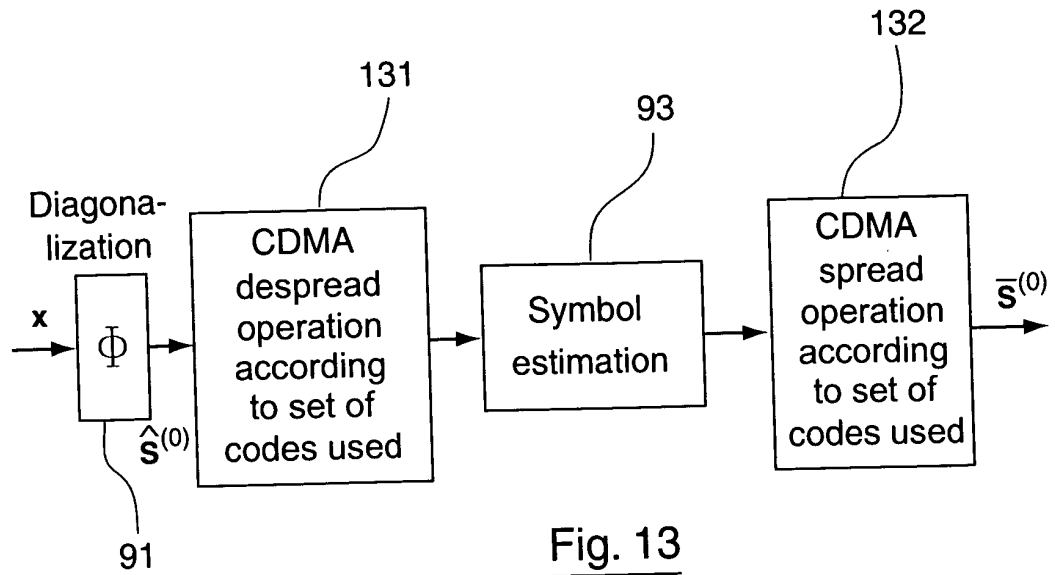 132
131
93
Diagona-
lization
x
Φ
Ŝ(0)
CDMA
despread
operation
according
to set of
codes used
Symbol
estimation
CDMA
spread
operation
according
to set of
codes used
S̅(0)
91
Fig. 13